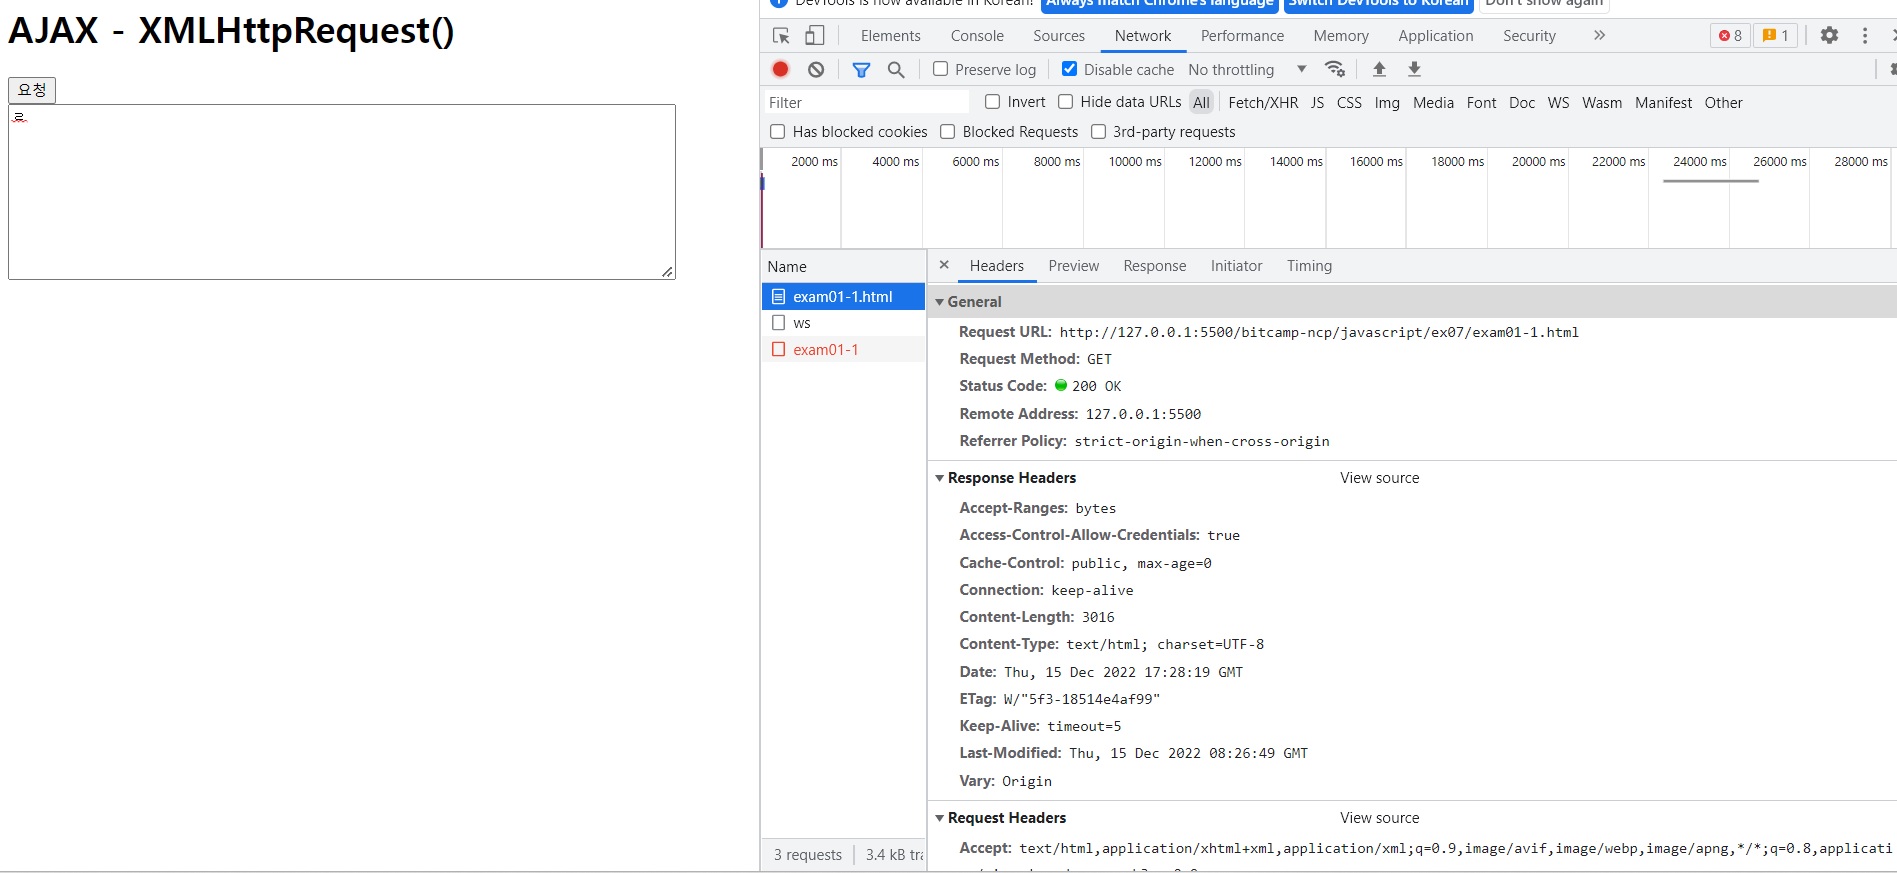 AJAX - XMLHttpRequest()
요청
ㄹ
DevTools is now available in Korean! Always match Chrome's language Switch DevTools to Korean Don't show again
Elements Console Sources Network Performance Memory Application Security 8 1
Preserve log Disable cache No throttling
Filter Invert Hide data URLs All Fetch/XHR JS CSS Img Media Font Doc WS Wasm Manifest Other
Has blocked cookies Blocked Requests 3rd-party requests
2000 ms 4000 ms 6000 ms 8000 ms 10000 ms 12000 ms 14000 ms 16000 ms 18000 ms 20000 ms 22000 ms 24000 ms 26000 ms 28000 ms
Name
exam01-1.html
ws
exam01-1
3 requests 3.4 kB
Headers Preview Response Initiator Timing
General
Request URL: http://127.0.0.1:5500/bitcamp-ncp/javascript/ex07/exam01-1.html
Request Method: GET
Status Code: 200 OK
Remote Address: 127.0.0.1:5500
Referrer Policy: strict-origin-when-cross-origin
Response Headers View source
Accept-Ranges: bytes
Access-Control-Allow-Credentials: true
Cache-Control: public, max-age=0
Connection: keep-alive
Content-Length: 3016
Content-Type: text/html; charset=UTF-8
Date: Thu, 15 Dec 2022 17:28:19 GMT
ETag: W/"5f3-18514e4af99"
Keep-Alive: timeout=5
Last-Modified: Thu, 15 Dec 2022 08:26:49 GMT
Vary: Origin
Request Headers View source
Accept: text/html,application/xhtml+xml,application/xml;q=0.9,image/avif,image/webp,image/apng,*/*;q=0.8,applicati